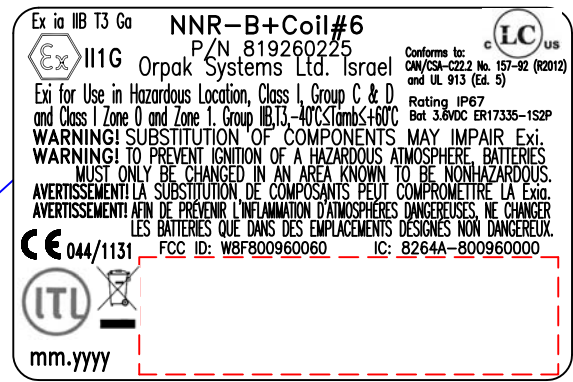 Ex ia IIB T3 Ga
NNR-B+Coil#6
P/N 819260225
Orpak Systems Ltd. Israel
Ex II1G
c LC US
Conforms to:
CAN/CSA-C22.2 No. 157-92 (R2012)
and UL 913 (Ed. 5)
Exi for Use in Hazardous Location, Class I, Group C & D
and Class I Zone 0 and Zone 1. Group IIB,T3,-40°C≤Tamb≤+60°C
Rating IP67
Bat 3.6VDC ER17335-1S2P
WARNING! SUBSTITUTION OF COMPONENTS MAY IMPAIR Exi.
WARNING! TO PREVENT IGNITION OF A HAZARDOUS ATMOSPHERE, BATTERIES
MUST ONLY BE CHANGED IN AN AREA KNOWN TO BE NONHAZARDOUS.
AVERTISSEMENT! LA SUBSTITUTION DE COMPOSANTS PEUT COMPROMETTRE LA Exia.
AVERTISSEMENT! AFIN DE PRÉVENIR L'INFLAMMATION D'ATMOSPHÈRES DANGEREUSES, NE CHANGER
LES BATTERIES QUE DANS DES EMPLACEMENTS DÉSIGNÉS NON DANGEREUX.
CE 044/1131
FCC ID: W8F800960060
IC: 8264A-800960000
ITL
mm.yyyy